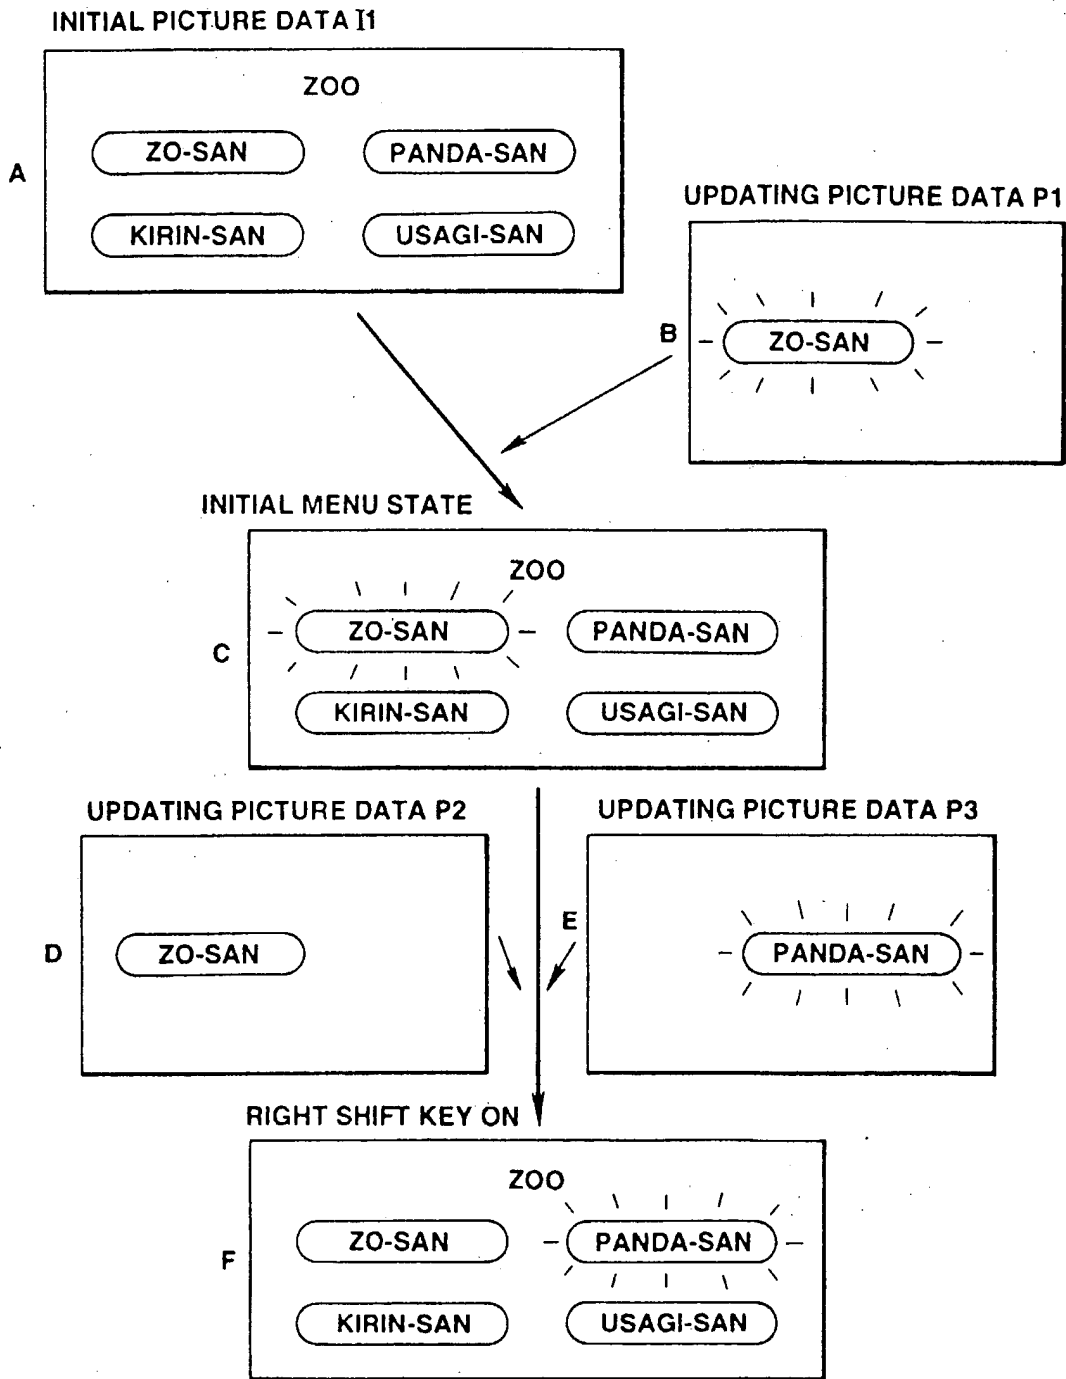 INITIAL PICTURE DATA I1
ZOO
A
ZO-SAN PANDA-SAN
KIRIN-SAN USAGI-SAN
UPDATING PICTURE DATA P1
B
ZO-SAN
INITIAL MENU STATE
ZOO
C
ZO-SAN PANDA-SAN
KIRIN-SAN USAGI-SAN
UPDATING PICTURE DATA P2
D
ZO-SAN
UPDATING PICTURE DATA P3
E
PANDA-SAN
RIGHT SHIFT KEY ON
ZOO
F
ZO-SAN PANDA-SAN
KIRIN-SAN USAGI-SAN